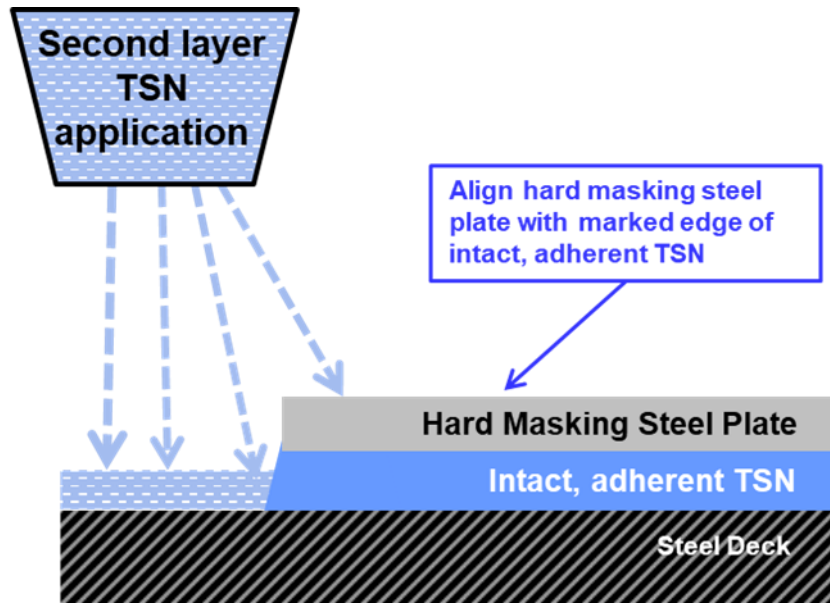 Second layer
TSN
application
Align hard masking steel
plate with marked edge of
intact, adherent TSN
Hard Masking Steel Plate
Intact, adherent TSN
Steel Deck